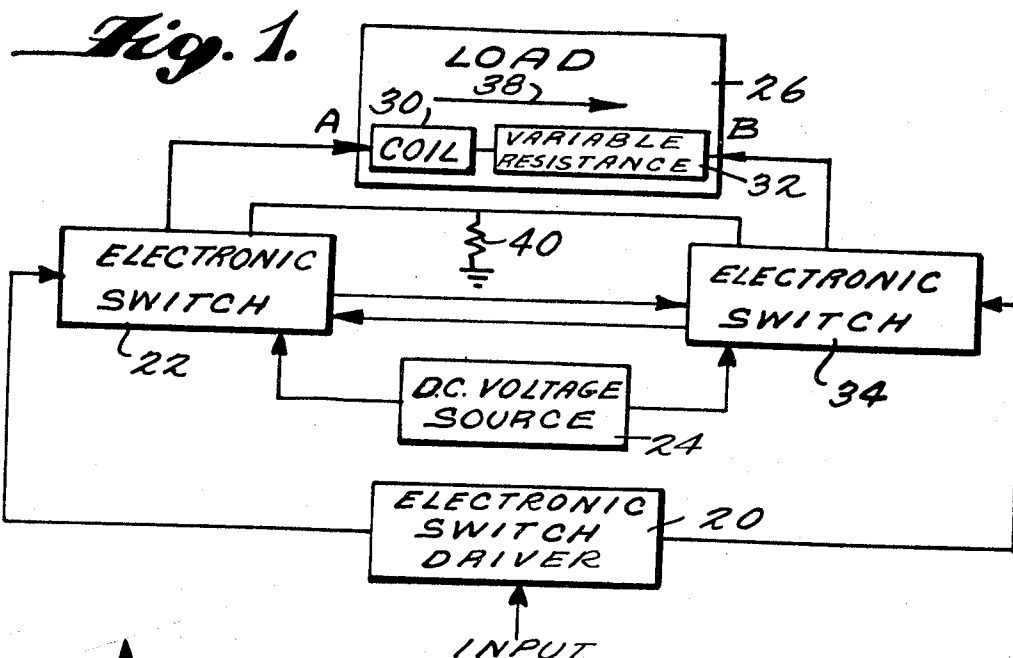 Fig. 1.
LOAD
38
26
30
A
B
COIL
VARIABLE
RESISTANCE
32
40
ELECTRONIC
SWITCH
22
ELECTRONIC
SWITCH
34
D.C. VOLTAGE
SOURCE
24
ELECTRONIC
SWITCH
DRIVER
20
INPUT